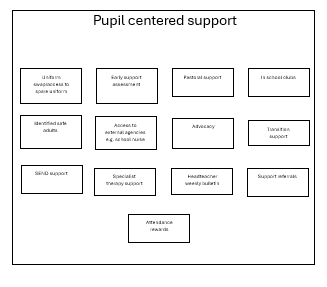 Pupil centered support
Uniform
swap/access to
spare uniform
Early support
assessment
Pastoral support
In school clubs
Identified safe
adults
Access to
external agencies
e.g. school nurse
Advocacy
Transition
support
SEND support
Specialist
therapy support
Headteacher
weekly bulletin
Support referrals
Attendance
rewards